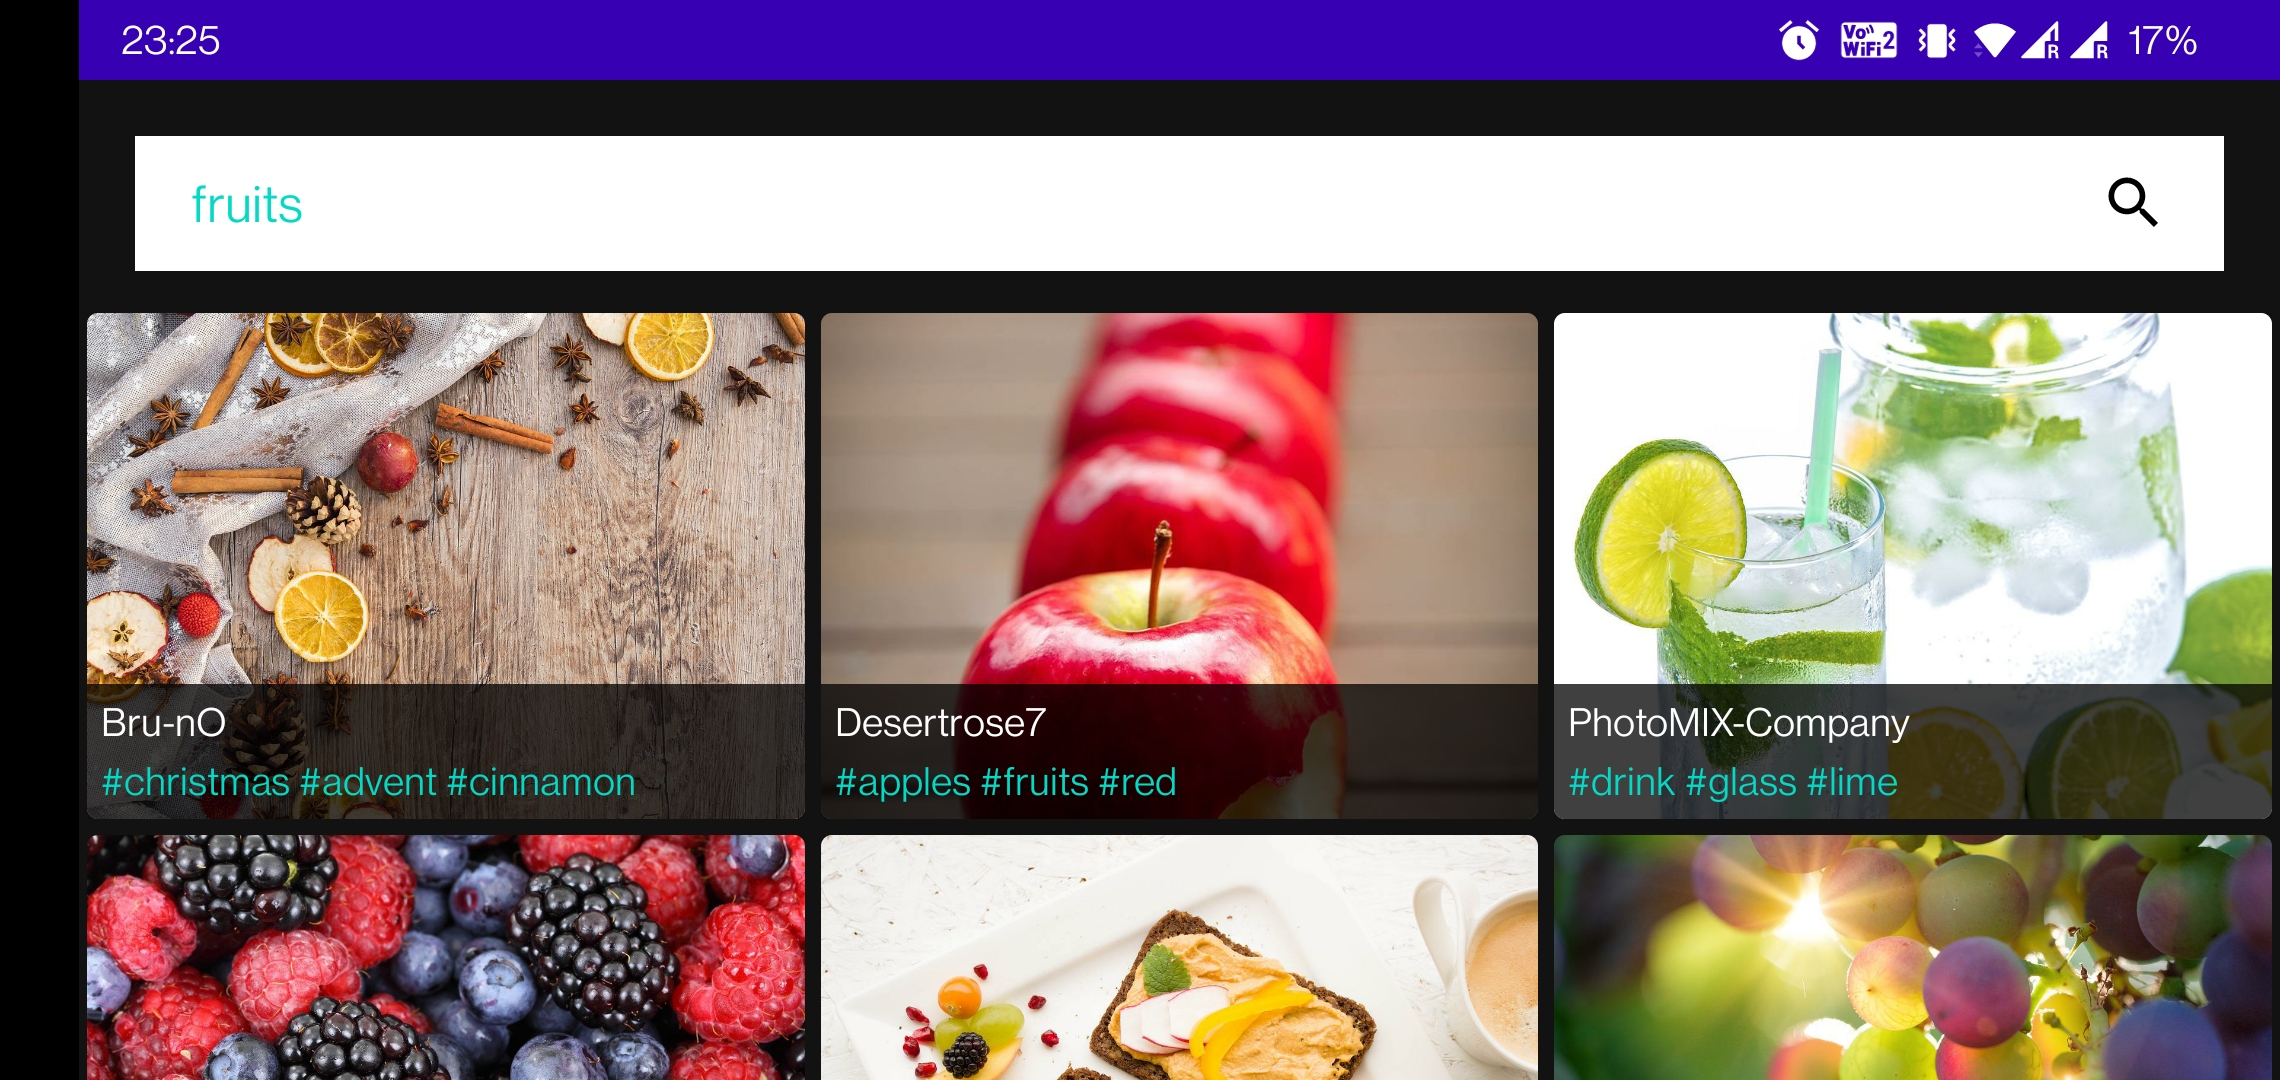 23:25
Vo)) WiFi 2
R
R
17%
fruits
Bru-nO
#christmas #advent #cinnamon
Desertrose7
#apples #fruits #red
PhotoMIX-Company
#drink #glass #lime